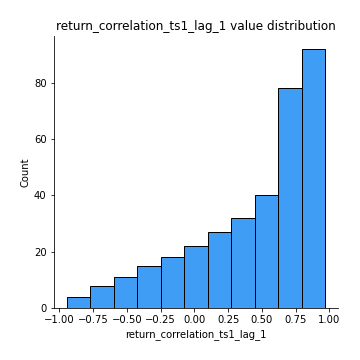 return_correlation_ts1_lag_1 value distribution
80
60
40
20
0
Count
−1.00 −0.75 −0.50 −0.25 0.00 0.25 0.50 0.75 1.00
return_correlation_ts1_lag_1